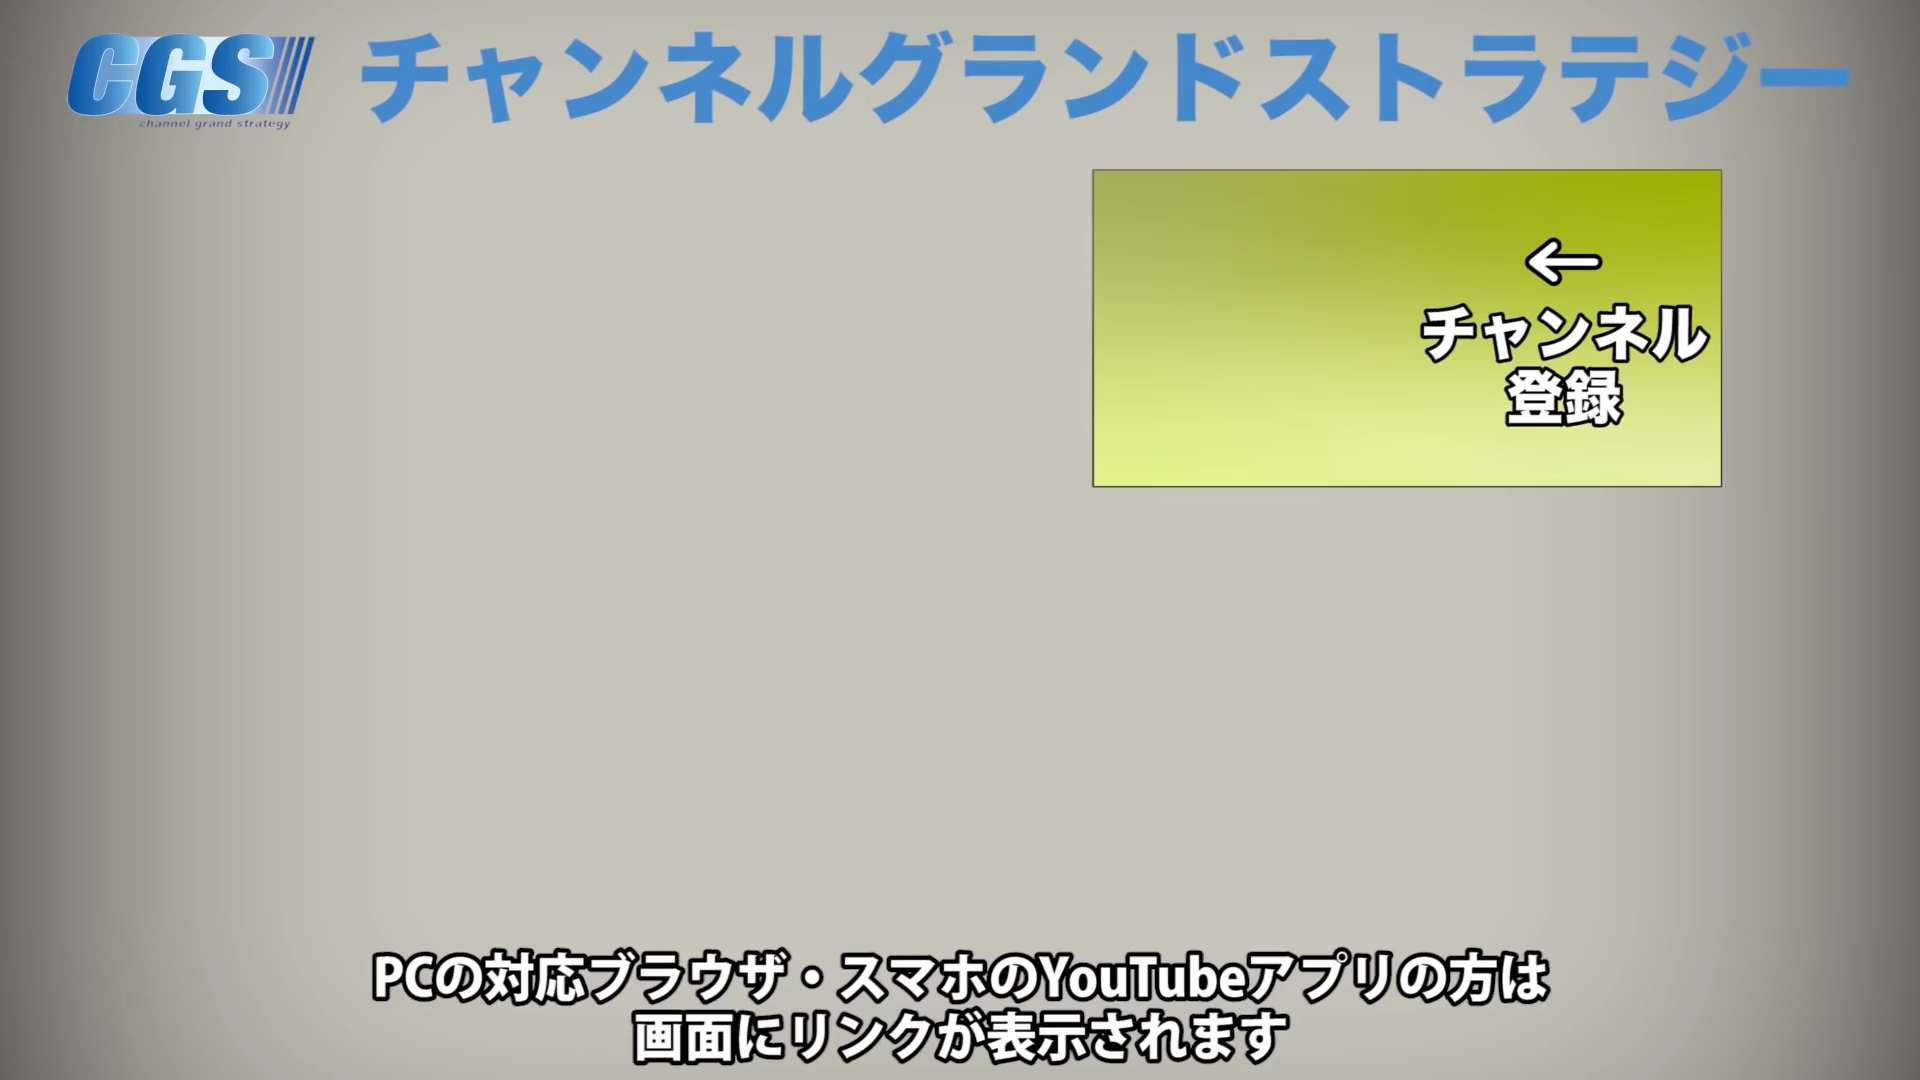 CGS
channel grand strategy
チャンネルグランドストラテジー
←
チャンネル
登録
PCの対応ブラウザ・スマホのYouTubeアプリの方は
画面にリンクが表示されます